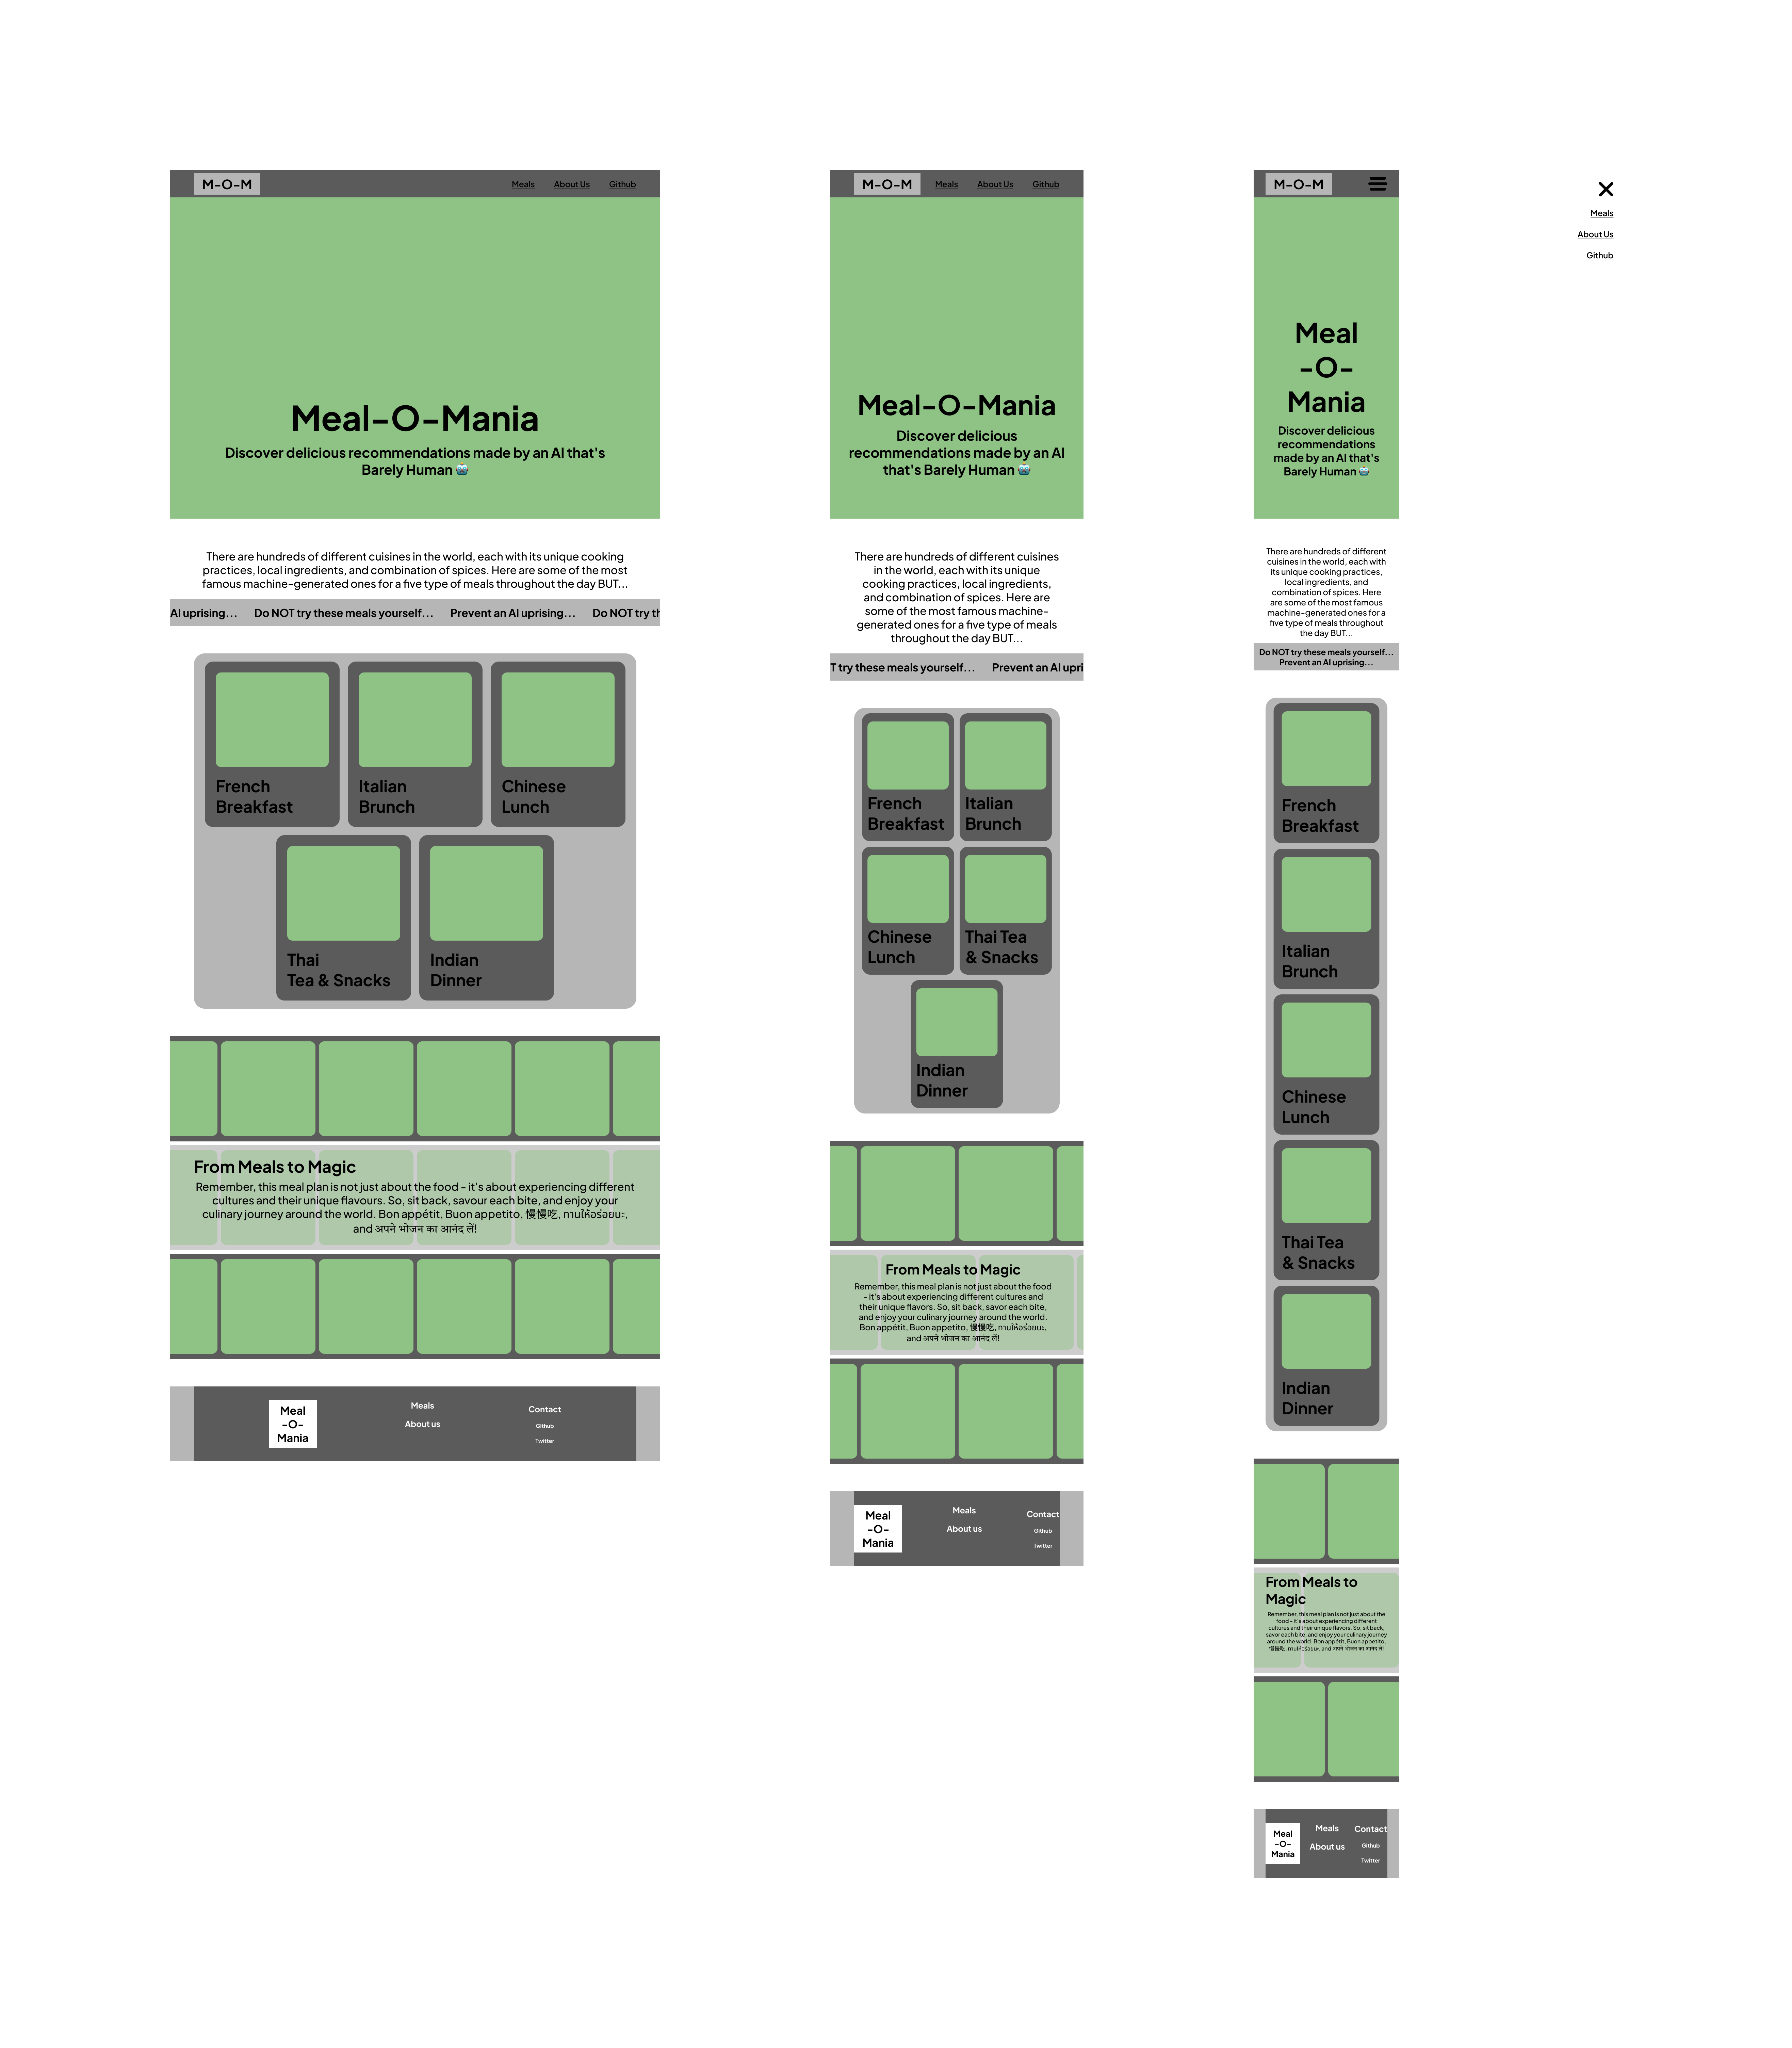 M-O-M
Meals About Us Github
Meal-O-Mania
Discover delicious recommendations made by an AI that's
Barely Human 🤖
There are hundreds of different cuisines in the world, each with its unique cooking
practices, local ingredients, and combination of spices. Here are some of the most
famous machine-generated ones for a five type of meals throughout the day BUT...
AI uprising... Do NOT try these meals yourself... Prevent an AI uprising... Do NOT try th
French
Breakfast
Italian
Brunch
Chinese
Lunch
Thai
Tea & Snacks
Indian
Dinner
From Meals to Magic
Remember, this meal plan is not just about the food - it's about experiencing different
cultures and their unique flavours. So, sit back, savour each bite, and enjoy your
culinary journey around the world. Bon appétit, Buon appetito, 慢慢吃, ทานให้อร่อยนะ,
and अपने भोजन का आनंद लें!
Meal
-O-
Mania
Meals
About us
Contact
Github
Twitter
M-O-M
Meals About Us Github
Meal-O-Mania
Discover delicious
recommendations made by an AI
that's Barely Human 🤖
There are hundreds of different cuisines
in the world, each with its unique
cooking practices, local ingredients,
and combination of spices. Here are
some of the most famous machine-
generated ones for a five type of meals
throughout the day BUT...
T try these meals yourself... Prevent an AI upri
French
Breakfast
Italian
Brunch
Chinese
Lunch
Thai Tea
& Snacks
Indian
Dinner
From Meals to Magic
Remember, this meal plan is not just about the food
- it's about experiencing different cultures and
their unique flavors. So, sit back, savor each bite,
and enjoy your culinary journey around the world.
Bon appétit, Buon appetito, 慢慢吃, ทานให้อร่อยนะ,
and अपने भोजन का आनंद लें!
Meal
-O-
Mania
Meals
About us
Contact
Github
Twitter
M-O-M
Meal
-O-
Mania
Discover delicious
recommendations
made by an AI that's
Barely Human 🤖
There are hundreds of different
cuisines in the world, each with
its unique cooking practices,
local ingredients, and
combination of spices. Here
are some of the most famous
machine-generated ones for a
five type of meals throughout
the day BUT...
Do NOT try these meals yourself...
Prevent an AI uprising...
French
Breakfast
Italian
Brunch
Chinese
Lunch
Thai Tea
& Snacks
Indian
Dinner
From Meals to
Magic
Remember, this meal plan is not just about the
food - it's about experiencing different
cultures and their unique flavors. So, sit back,
savor each bite, and enjoy your culinary journey
around the world. Bon appétit, Buon appetito,
慢慢吃, ทานให้อร่อยนะ, and अपने भोजन का आनंद लें!
Meal
-O-
Mania
Meals
About us
Contact
Github
Twitter
Meals
About Us
Github